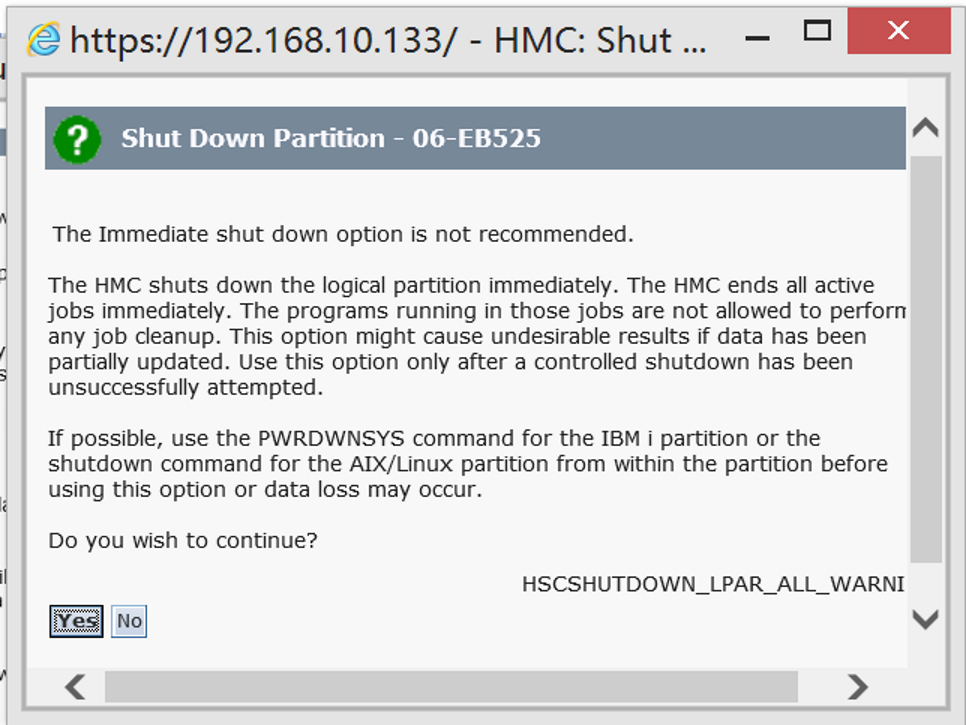 https://192.168.10.133/ - HMC: Shut ...
Shut Down Partition - 06-EB525
The Immediate shut down option is not recommended.
The HMC shuts down the logical partition immediately. The HMC ends all active
jobs immediately. The programs running in those jobs are not allowed to perform
any job cleanup. This option might cause undesirable results if data has been
partially updated. Use this option only after a controlled shutdown has been
unsuccessfully attempted.
If possible, use the PWRDWNSYS command for the IBM i partition or the
shutdown command for the AIX/Linux partition from within the partition before
using this option or data loss may occur.
Do you wish to continue?
HSCSHUTDOWN_LPAR_ALL_WARNI
Yes No